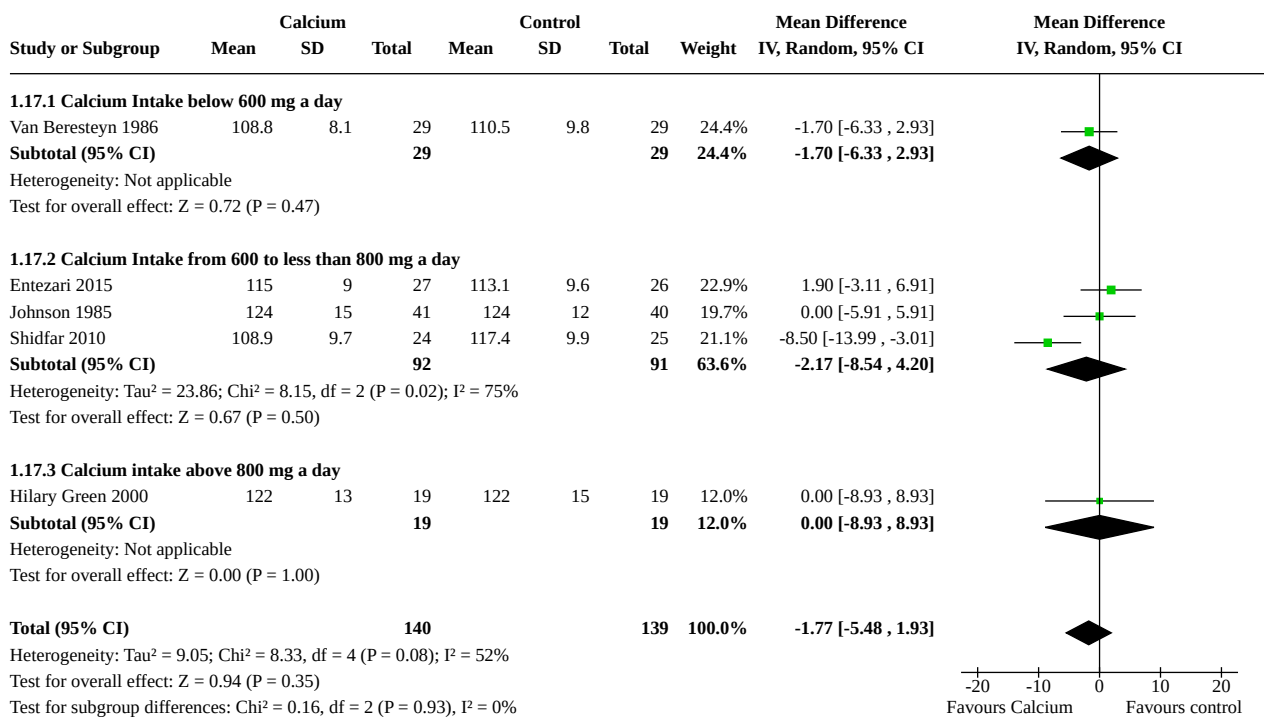 Calcium Control Mean Difference Mean Difference
Study or Subgroup Mean SD Total Mean SD Total Weight IV, Random, 95% CI IV, Random, 95% CI
1.17.1 Calcium Intake below 600 mg a day
Van Beresteyn 1986 108.8 8.1 29 110.5 9.8 29 24.4% -1.70 [-6.33 , 2.93]
Subtotal (95% CI) 29 29 24.4% -1.70 [-6.33 , 2.93]
Heterogeneity: Not applicable
Test for overall effect: Z = 0.72 (P = 0.47)
1.17.2 Calcium Intake from 600 to less than 800 mg a day
Entezari 2015 115 9 27 113.1 9.6 26 22.9% 1.90 [-3.11 , 6.91]
Johnson 1985 124 15 41 124 12 40 19.7% 0.00 [-5.91 , 5.91]
Shidfar 2010 108.9 9.7 24 117.4 9.9 25 21.1% -8.50 [-13.99 , -3.01]
Subtotal (95% CI) 92 91 63.6% -2.17 [-8.54 , 4.20]
Heterogeneity: Tau² = 23.86; Chi² = 8.15, df = 2 (P = 0.02); I² = 75%
Test for overall effect: Z = 0.67 (P = 0.50)
1.17.3 Calcium intake above 800 mg a day
Hilary Green 2000 122 13 19 122 15 19 12.0% 0.00 [-8.93 , 8.93]
Subtotal (95% CI) 19 19 12.0% 0.00 [-8.93 , 8.93]
Heterogeneity: Not applicable
Test for overall effect: Z = 0.00 (P = 1.00)
Total (95% CI) 140 139 100.0% -1.77 [-5.48 , 1.93]
Heterogeneity: Tau² = 9.05; Chi² = 8.33, df = 4 (P = 0.08); I² = 52%
Test for overall effect: Z = 0.94 (P = 0.35)
Test for subgroup differences: Chi² = 0.16, df = 2 (P = 0.93), I² = 0%
-20 -10 0 10 20
Favours Calcium Favours control